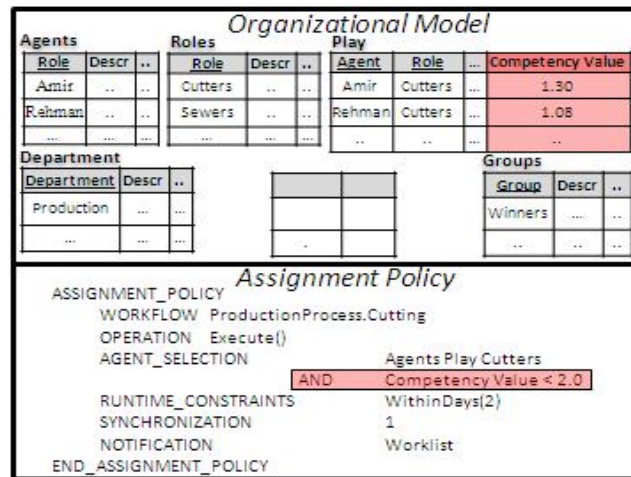 Organizational Model
Agents Roles Play
Role Descr .. Role Descr .. Agent Role ... Competency Value
Amir .. .. Cutters .. .. Amir Cutters 1.30
Rehman .. .. Sewers .. .. Rehman Cutters 1.08
... ... ... ... ... ... .. .. ..
Department Groups
Department Descr .. Group Descr ..
Production ... ... Winners ... ..
... ... ... . .. .. ..
Assignment Policy
ASSIGNMENT_POLICY
WORKFLOW ProductionProcess.Cutting
OPERATION Execute()
AGENT_SELECTION Agents Play Cutters
AND Competency Value < 2.0
RUNTIME_CONSTRAINTS WithinDays(2)
SYNCHRONIZATION 1
NOTIFICATION Worklist
END_ASSIGNMENT_POLICY